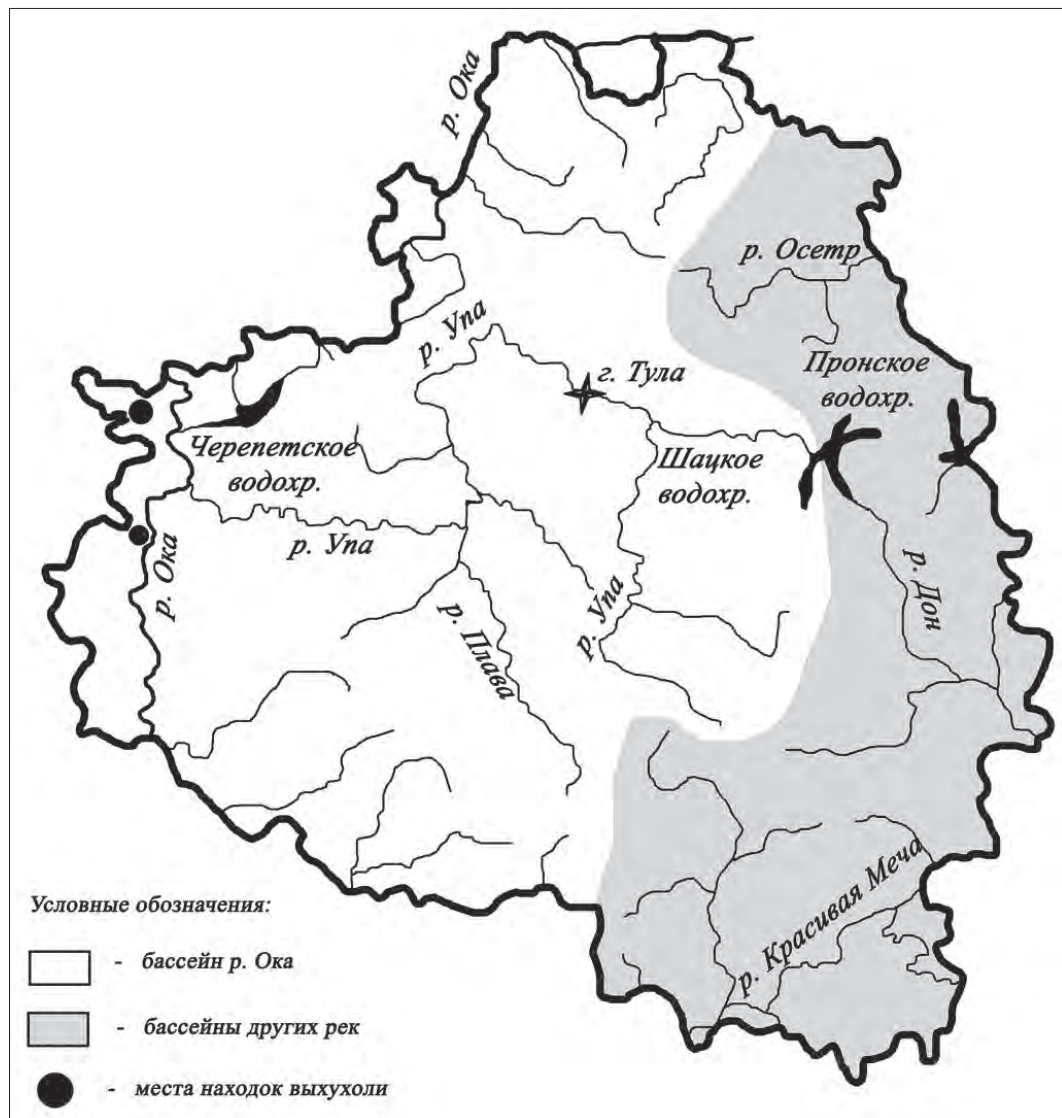 р. Ока
р. Осетр
р. Упа
г. Тула
Пронское
водохр.
Черепетское
водохр.
Шацкое
водохр.
р. Упа
р. Ока
р. Дон
р. Упа
р. Плава
р. Красивая Меча
Условные обозначения:
- бассейн р. Ока
- бассейны других рек
- места находок выхухоли